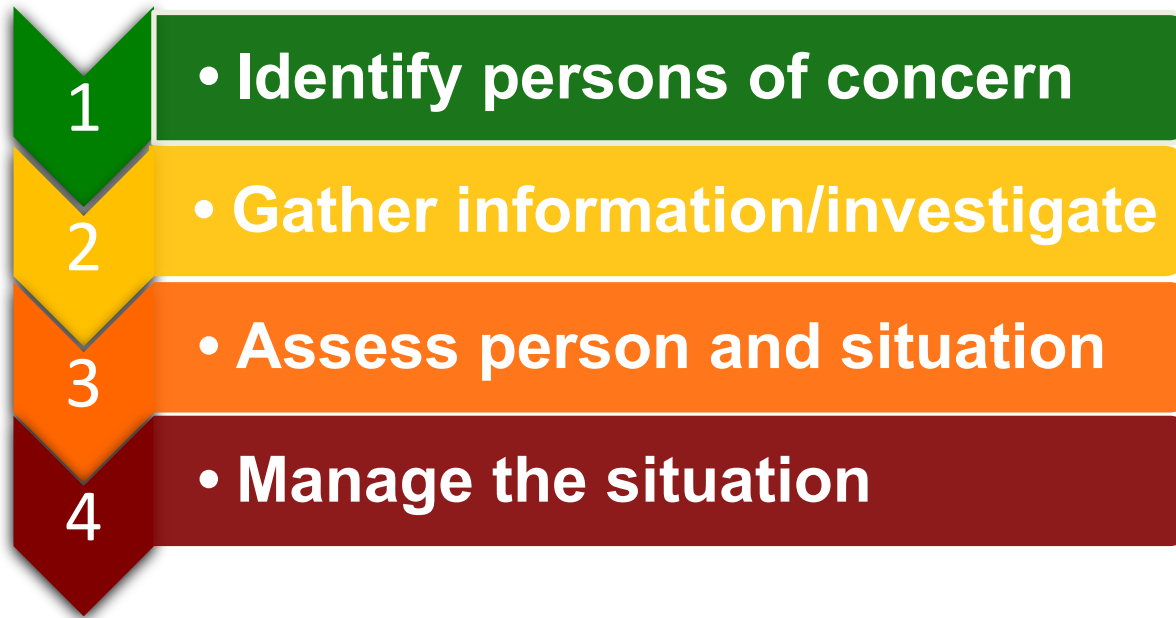 1
• Identify persons of concern
2
• Gather information/investigate
3
• Assess person and situation
4
• Manage the situation